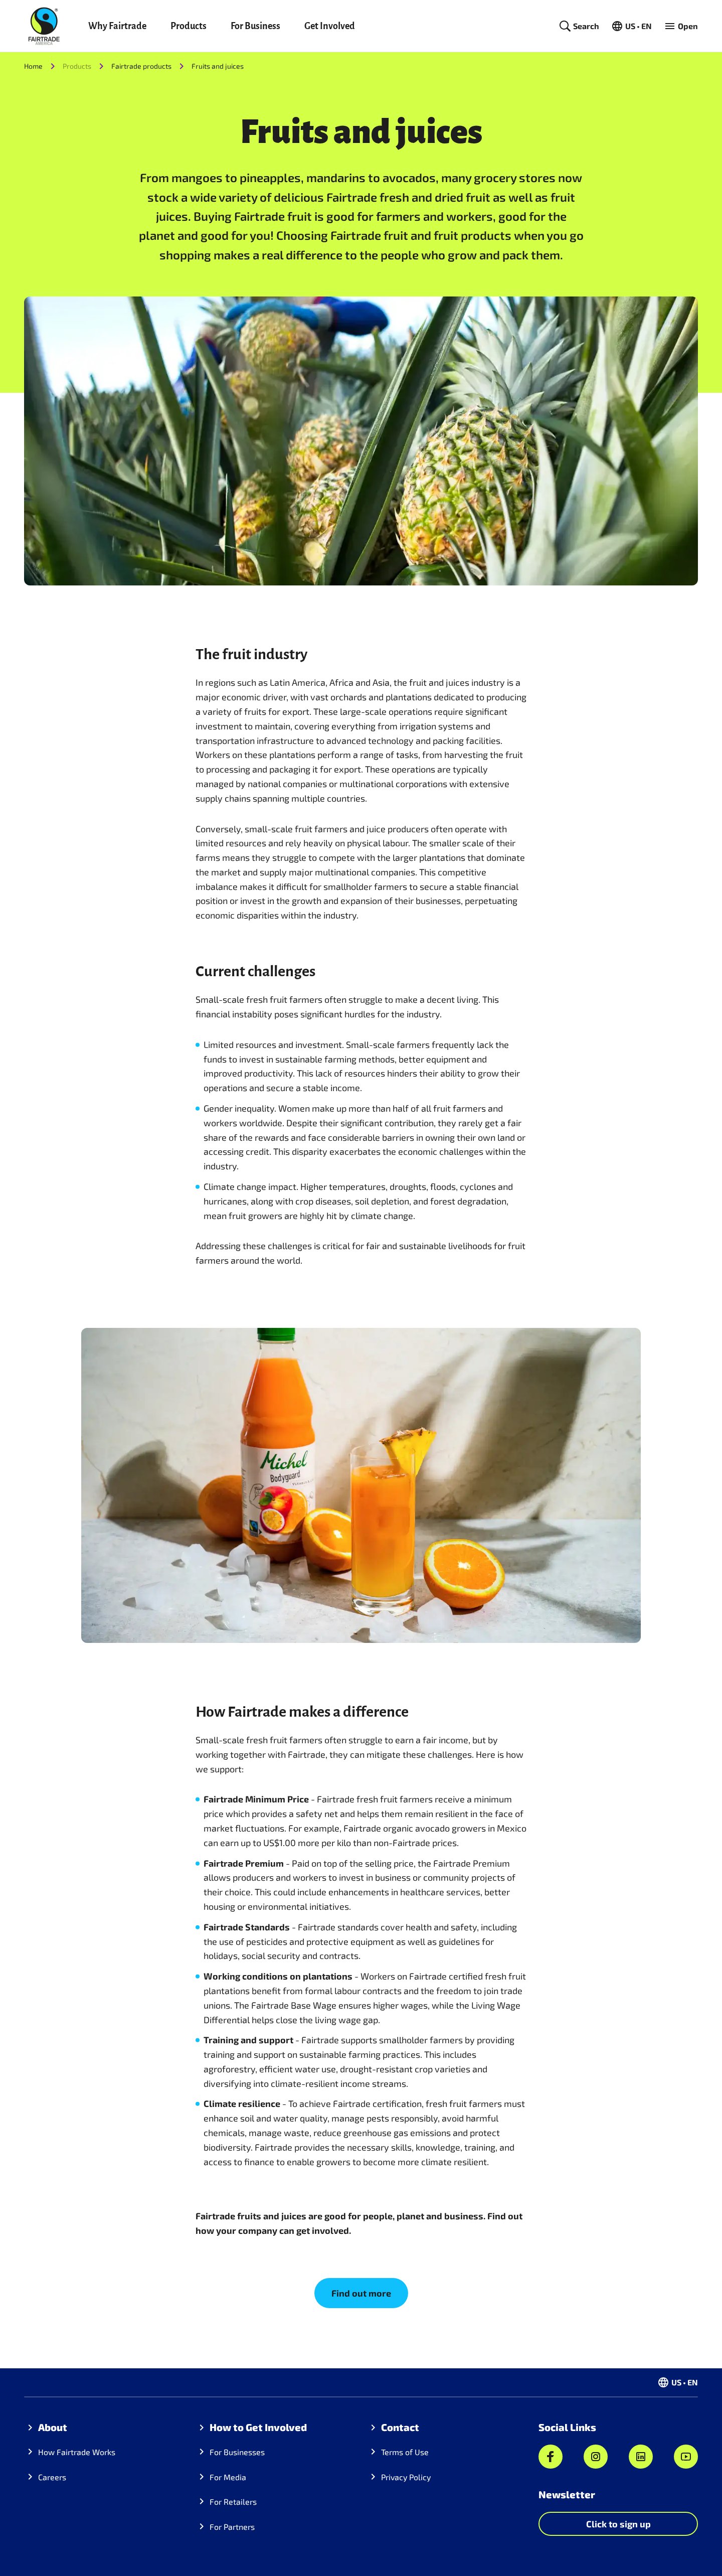 FAIRTRADE
AMERICA
Why Fairtrade
Products
For Business
Get Involved
Search
US • EN
Open
Home
Products
Fairtrade products
Fruits and juices
Fruits and juices
From mangoes to pineapples, mandarins to avocados, many grocery stores now
stock a wide variety of delicious Fairtrade fresh and dried fruit as well as fruit
juices. Buying Fairtrade fruit is good for farmers and workers, good for the
planet and good for you! Choosing Fairtrade fruit and fruit products when you go
shopping makes a real difference to the people who grow and pack them.
The fruit industry
In regions such as Latin America, Africa and Asia, the fruit and juices industry is a
major economic driver, with vast orchards and plantations dedicated to producing
a variety of fruits for export. These large-scale operations require significant
investment to maintain, covering everything from irrigation systems and
transportation infrastructure to advanced technology and packing facilities.
Workers on these plantations perform a range of tasks, from harvesting the fruit
to processing and packaging it for export. These operations are typically
managed by national companies or multinational corporations with extensive
supply chains spanning multiple countries.
Conversely, small-scale fruit farmers and juice producers often operate with
limited resources and rely heavily on physical labour. The smaller scale of their
farms means they struggle to compete with the larger plantations that dominate
the market and supply major multinational companies. This competitive
imbalance makes it difficult for smallholder farmers to secure a stable financial
position or invest in the growth and expansion of their businesses, perpetuating
economic disparities within the industry.
Current challenges
Small-scale fresh fruit farmers often struggle to make a decent living. This
financial instability poses significant hurdles for the industry.
Limited resources and investment. Small-scale farmers frequently lack the
funds to invest in sustainable farming methods, better equipment and
improved productivity. This lack of resources hinders their ability to grow their
operations and secure a stable income.
Gender inequality. Women make up more than half of all fruit farmers and
workers worldwide. Despite their significant contribution, they rarely get a fair
share of the rewards and face considerable barriers in owning their own land or
accessing credit. This disparity exacerbates the economic challenges within the
industry.
Climate change impact. Higher temperatures, droughts, floods, cyclones and
hurricanes, along with crop diseases, soil depletion, and forest degradation,
mean fruit growers are highly hit by climate change.
Addressing these challenges is critical for fair and sustainable livelihoods for fruit
farmers around the world.
Michel
Bodyguard
How Fairtrade makes a difference
Small-scale fresh fruit farmers often struggle to earn a fair income, but by
working together with Fairtrade, they can mitigate these challenges. Here is how
we support:
Fairtrade Minimum Price - Fairtrade fresh fruit farmers receive a minimum
price which provides a safety net and helps them remain resilient in the face of
market fluctuations. For example, Fairtrade organic avocado growers in Mexico
can earn up to US$1.00 more per kilo than non-Fairtrade prices.
Fairtrade Premium - Paid on top of the selling price, the Fairtrade Premium
allows producers and workers to invest in business or community projects of
their choice. This could include enhancements in healthcare services, better
housing or environmental initiatives.
Fairtrade Standards - Fairtrade standards cover health and safety, including
the use of pesticides and protective equipment as well as guidelines for
holidays, social security and contracts.
Working conditions on plantations - Workers on Fairtrade certified fresh fruit
plantations benefit from formal labour contracts and the freedom to join trade
unions. The Fairtrade Base Wage ensures higher wages, while the Living Wage
Differential helps close the living wage gap.
Training and support - Fairtrade supports smallholder farmers by providing
training and support on sustainable farming practices. This includes
agroforestry, efficient water use, drought-resistant crop varieties and
diversifying into climate-resilient income streams.
Climate resilience - To achieve Fairtrade certification, fresh fruit farmers must
enhance soil and water quality, manage pests responsibly, avoid harmful
chemicals, manage waste, reduce greenhouse gas emissions and protect
biodiversity. Fairtrade provides the necessary skills, knowledge, training, and
access to finance to enable growers to become more climate resilient.
Fairtrade fruits and juices are good for people, planet and business. Find out
how your company can get involved.
Find out more
US • EN
About
How Fairtrade Works
Careers
How to Get Involved
For Businesses
For Media
For Retailers
For Partners
Contact
Terms of Use
Privacy Policy
Social Links
Newsletter
Click to sign up